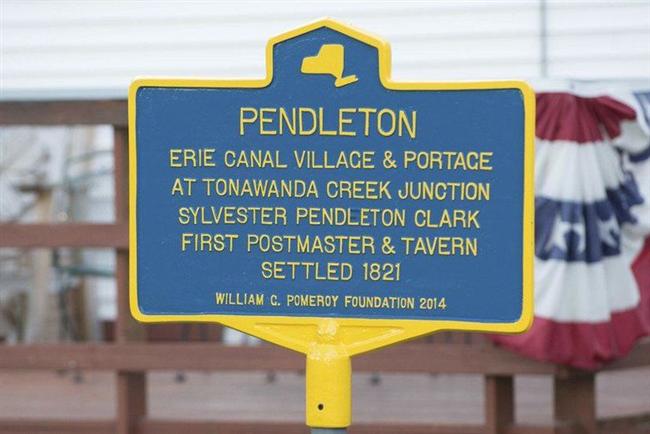 PENDLETON
ERIE CANAL VILLAGE & PORTAGE
AT TONAWANDA CREEK JUNCTION
SYLVESTER PENDLETON CLARK
FIRST POSTMASTER & TAVERN
SETTLED 1821
WILLIAM G. POMEROY FOUNDATION 2014